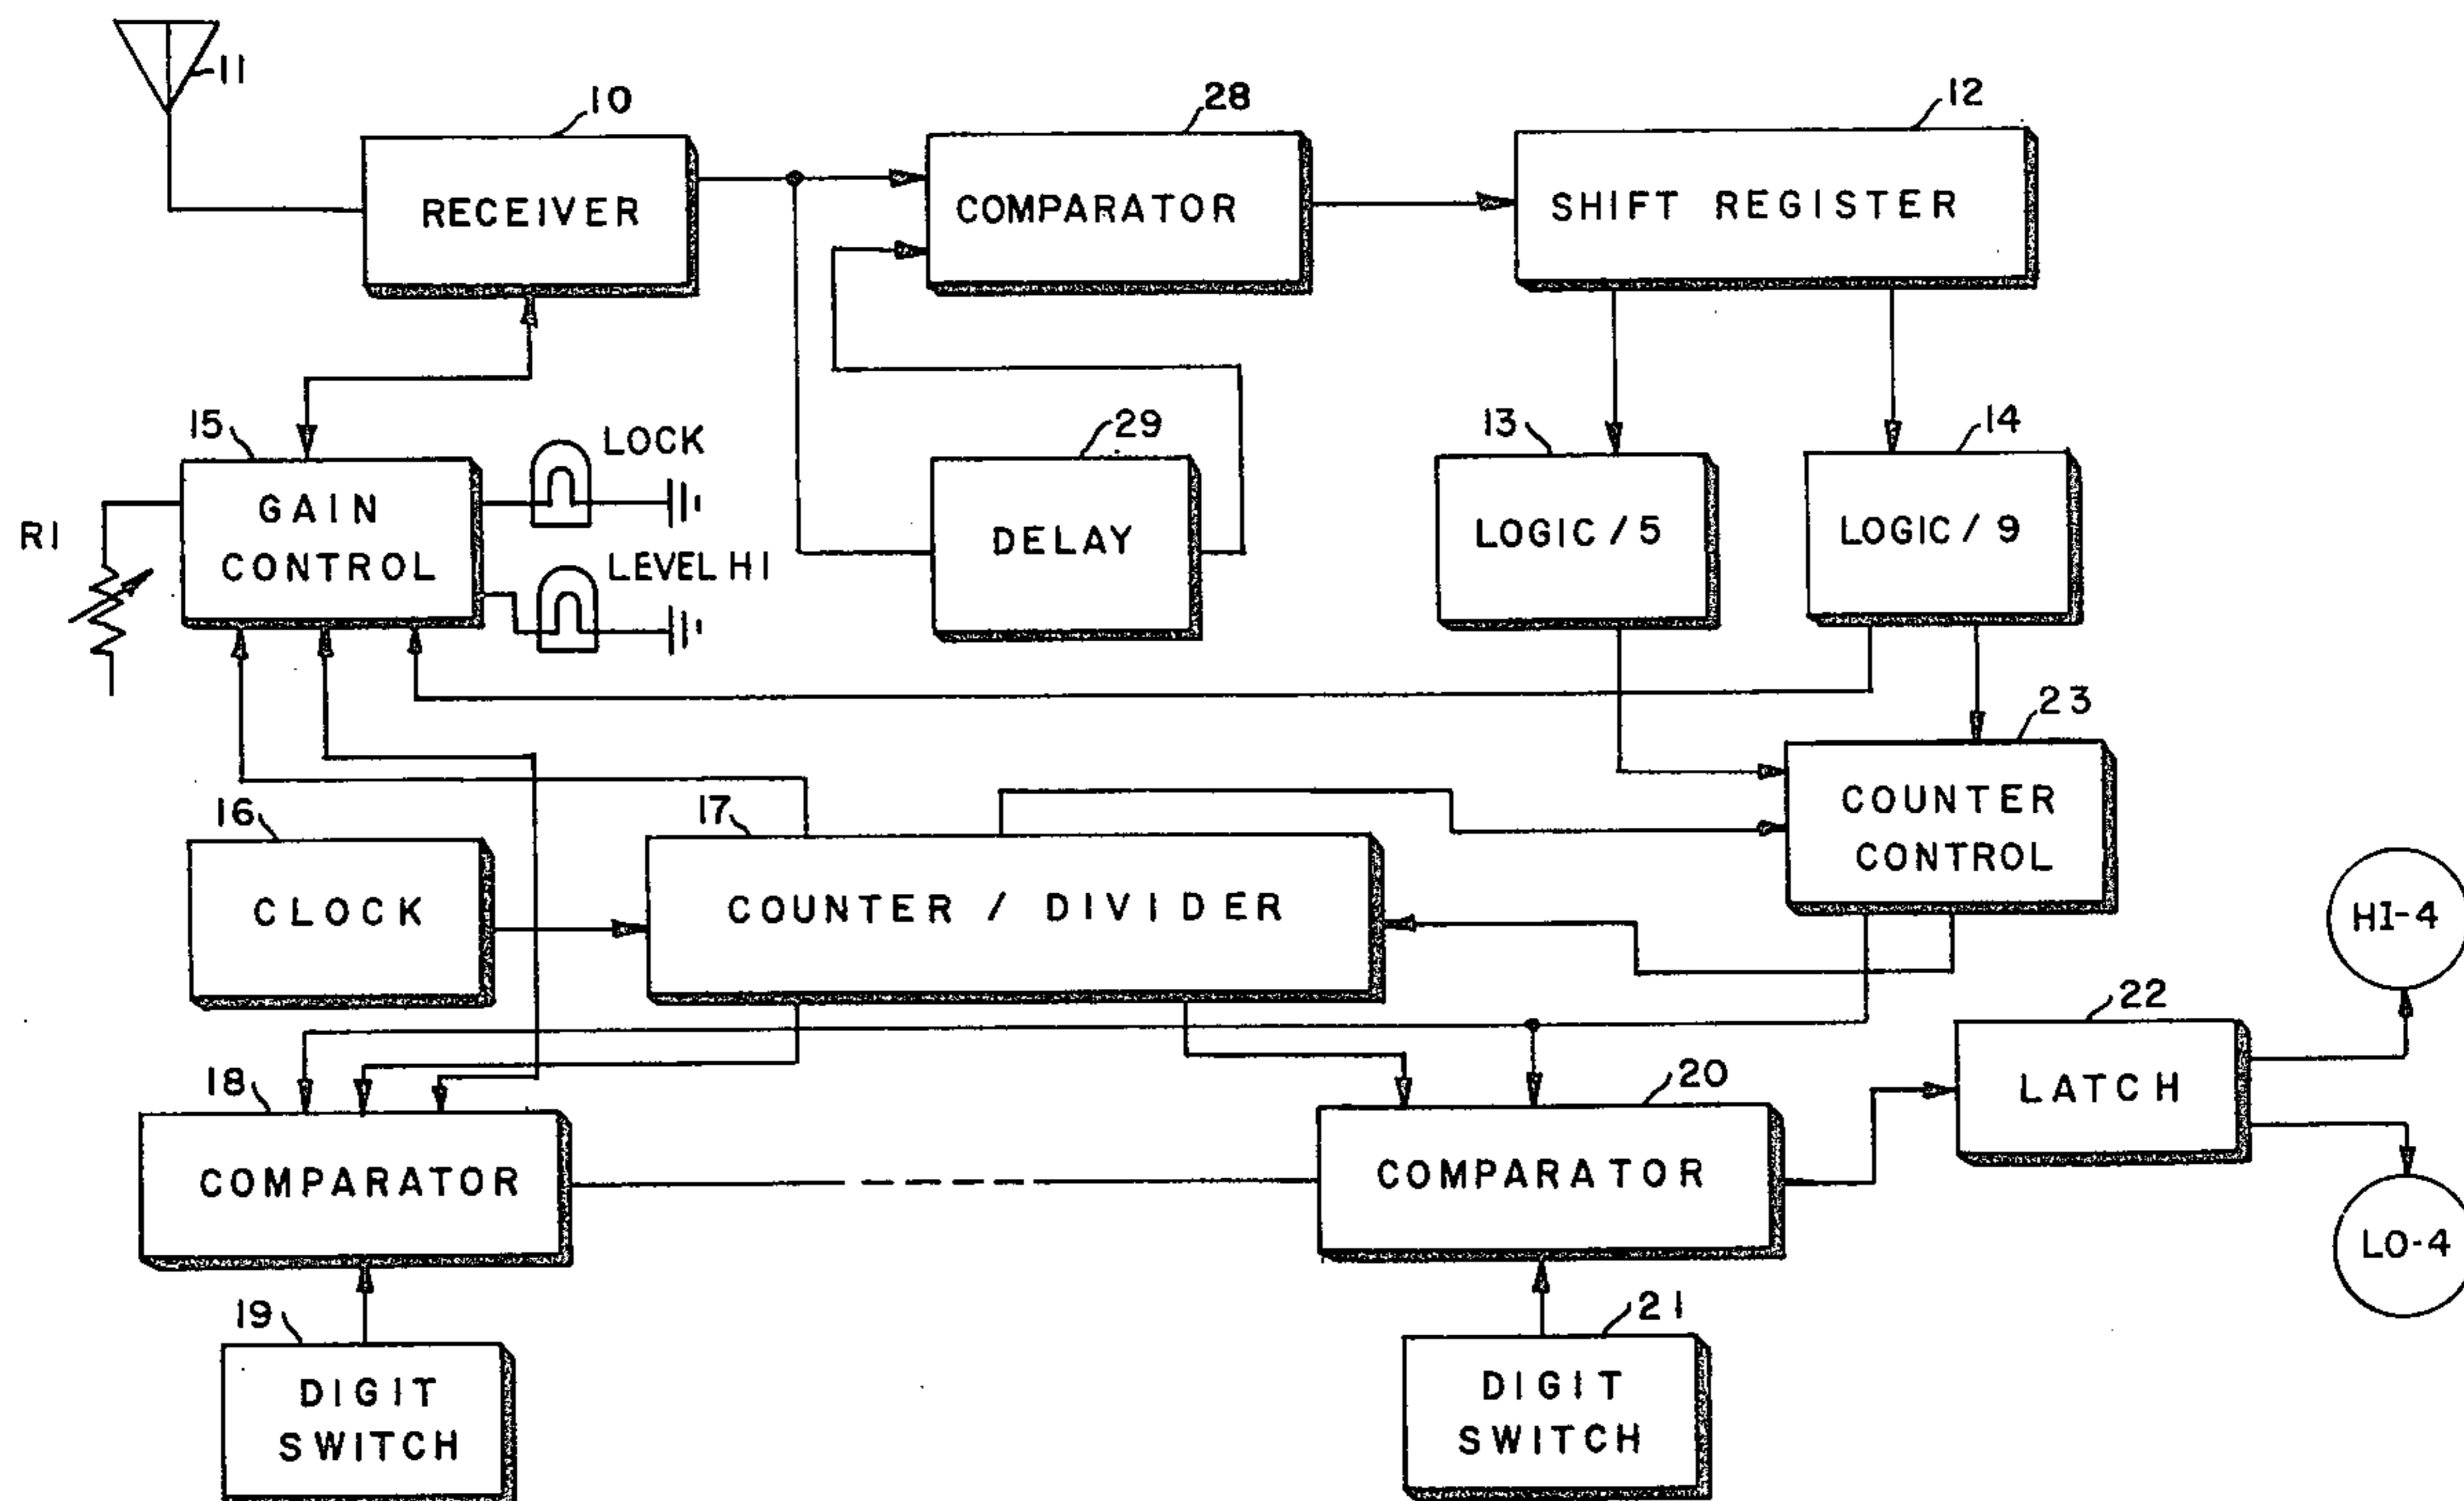 11
10
28
12
RECEIVER
COMPARATOR
SHIFT REGISTER
15
LOCK
29
13
14
R1
GAIN
CONTROL
LEVEL HI
DELAY
LOGIC / 5
LOGIC / 9
23
16
17
COUNTER
CONTROL
CLOCK
COUNTER / DIVIDER
HI-4
22
18
20
LATCH
COMPARATOR
COMPARATOR
LO-4
19
21
DIGIT
SWITCH
DIGIT
SWITCH